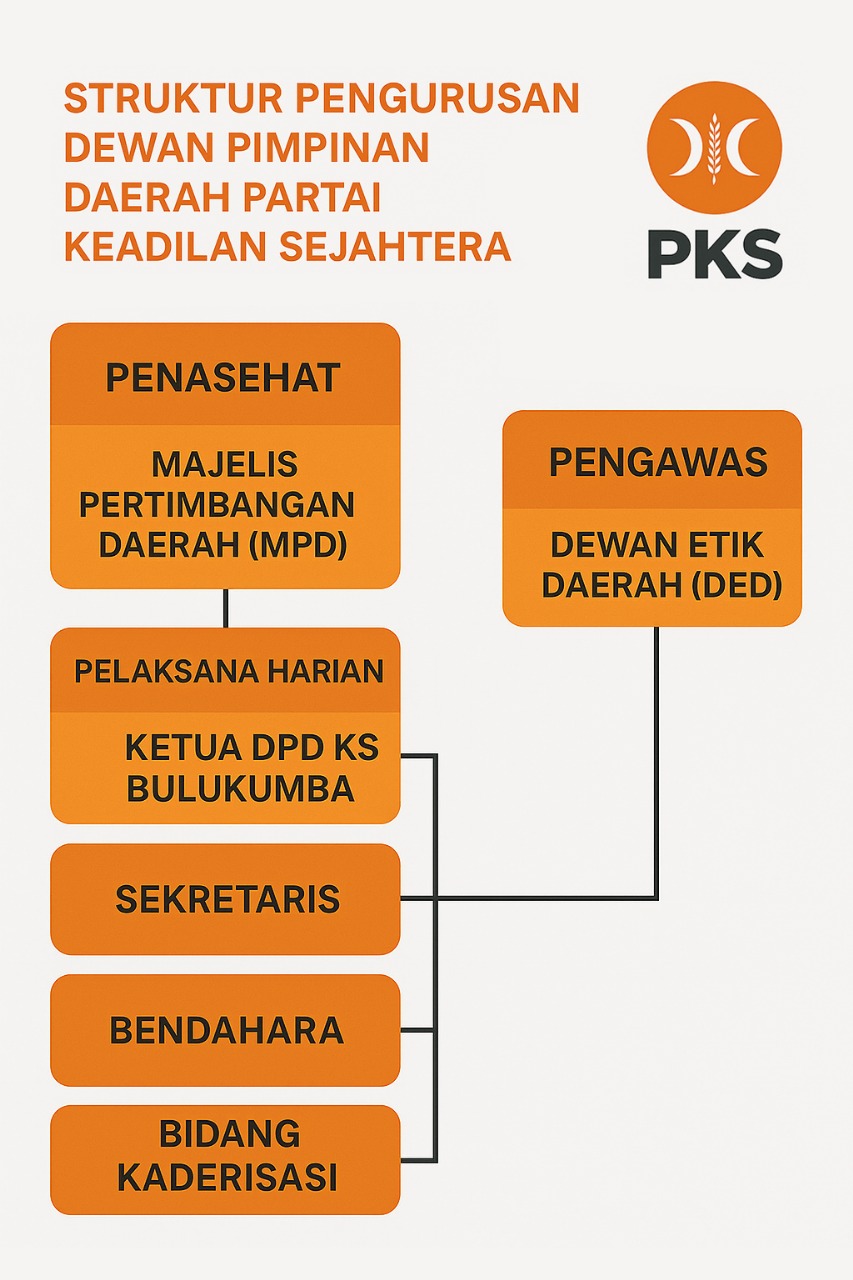 STRUKTUR PENGURUSAN
DEWAN PIMPINAN
DAERAH PARTAI
KEADILAN SEJAHTERA
PKS
PENASEHAT
MAJELIS
PERTIMBANGAN
DAERAH (MPD)
PENGAWAS
DEWAN ETIK
DAERAH (DED)
PELAKSANA HARIAN
KETUA DPD KS
BULUKUMBA
SEKRETARIS
BENDAHARA
BIDANG
KADERISASI